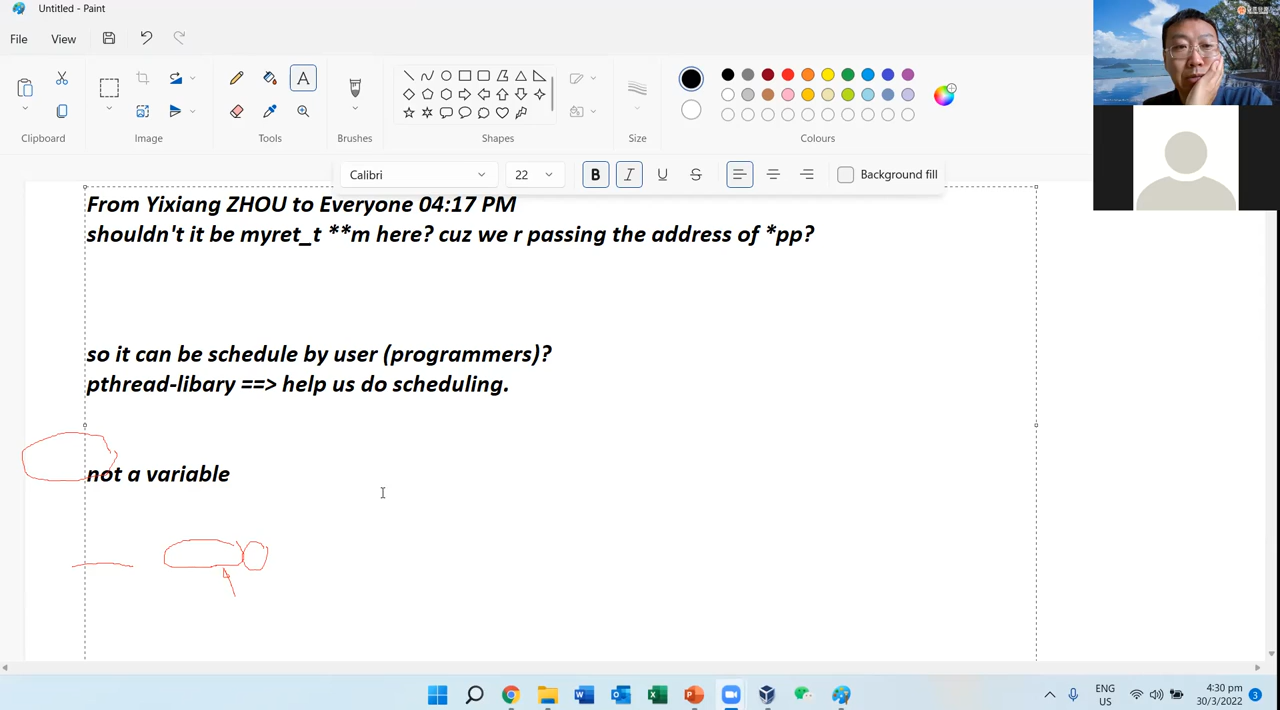 Untitled - Paint
File
View
Clipboard
Image
Tools
Brushes
Shapes
Size
Colours
Calibri
22
B
I
U
S
Background fill
From Yixiang ZHOU to Everyone 04:17 PM
shouldn't it be myret_t **m here? cuz we r passing the address of *pp?
so it can be schedule by user (programmers)?
pthread-libary ==> help us do scheduling.
not a variable
ENG
US
4:30 pm
30/3/2022
3